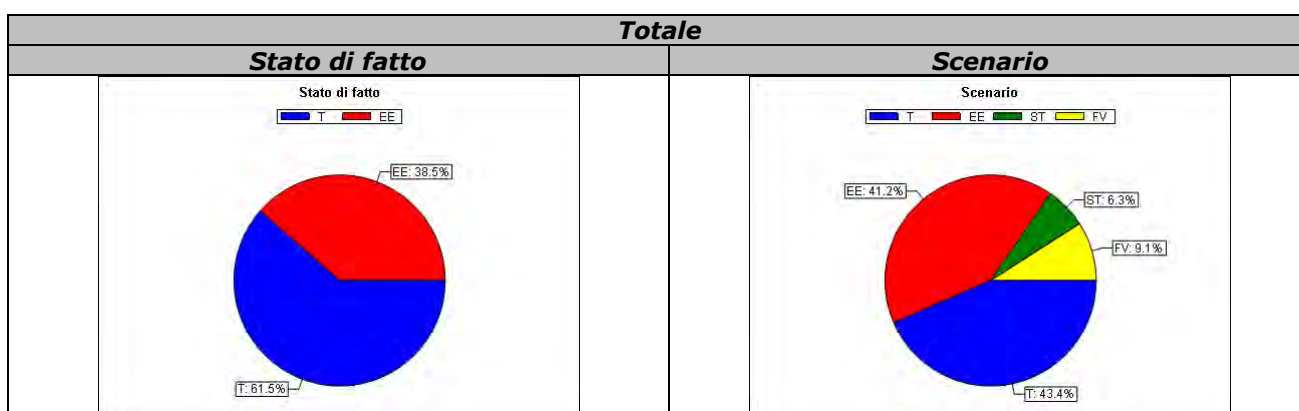 Totale
Stato di fatto
Scenario
Stato di fatto
T EE
EE: 38.5%
T: 61.5%
Scenario
T EE ST FV
EE: 41.2%
ST: 6.3%
FV: 9.1%
T: 43.4%